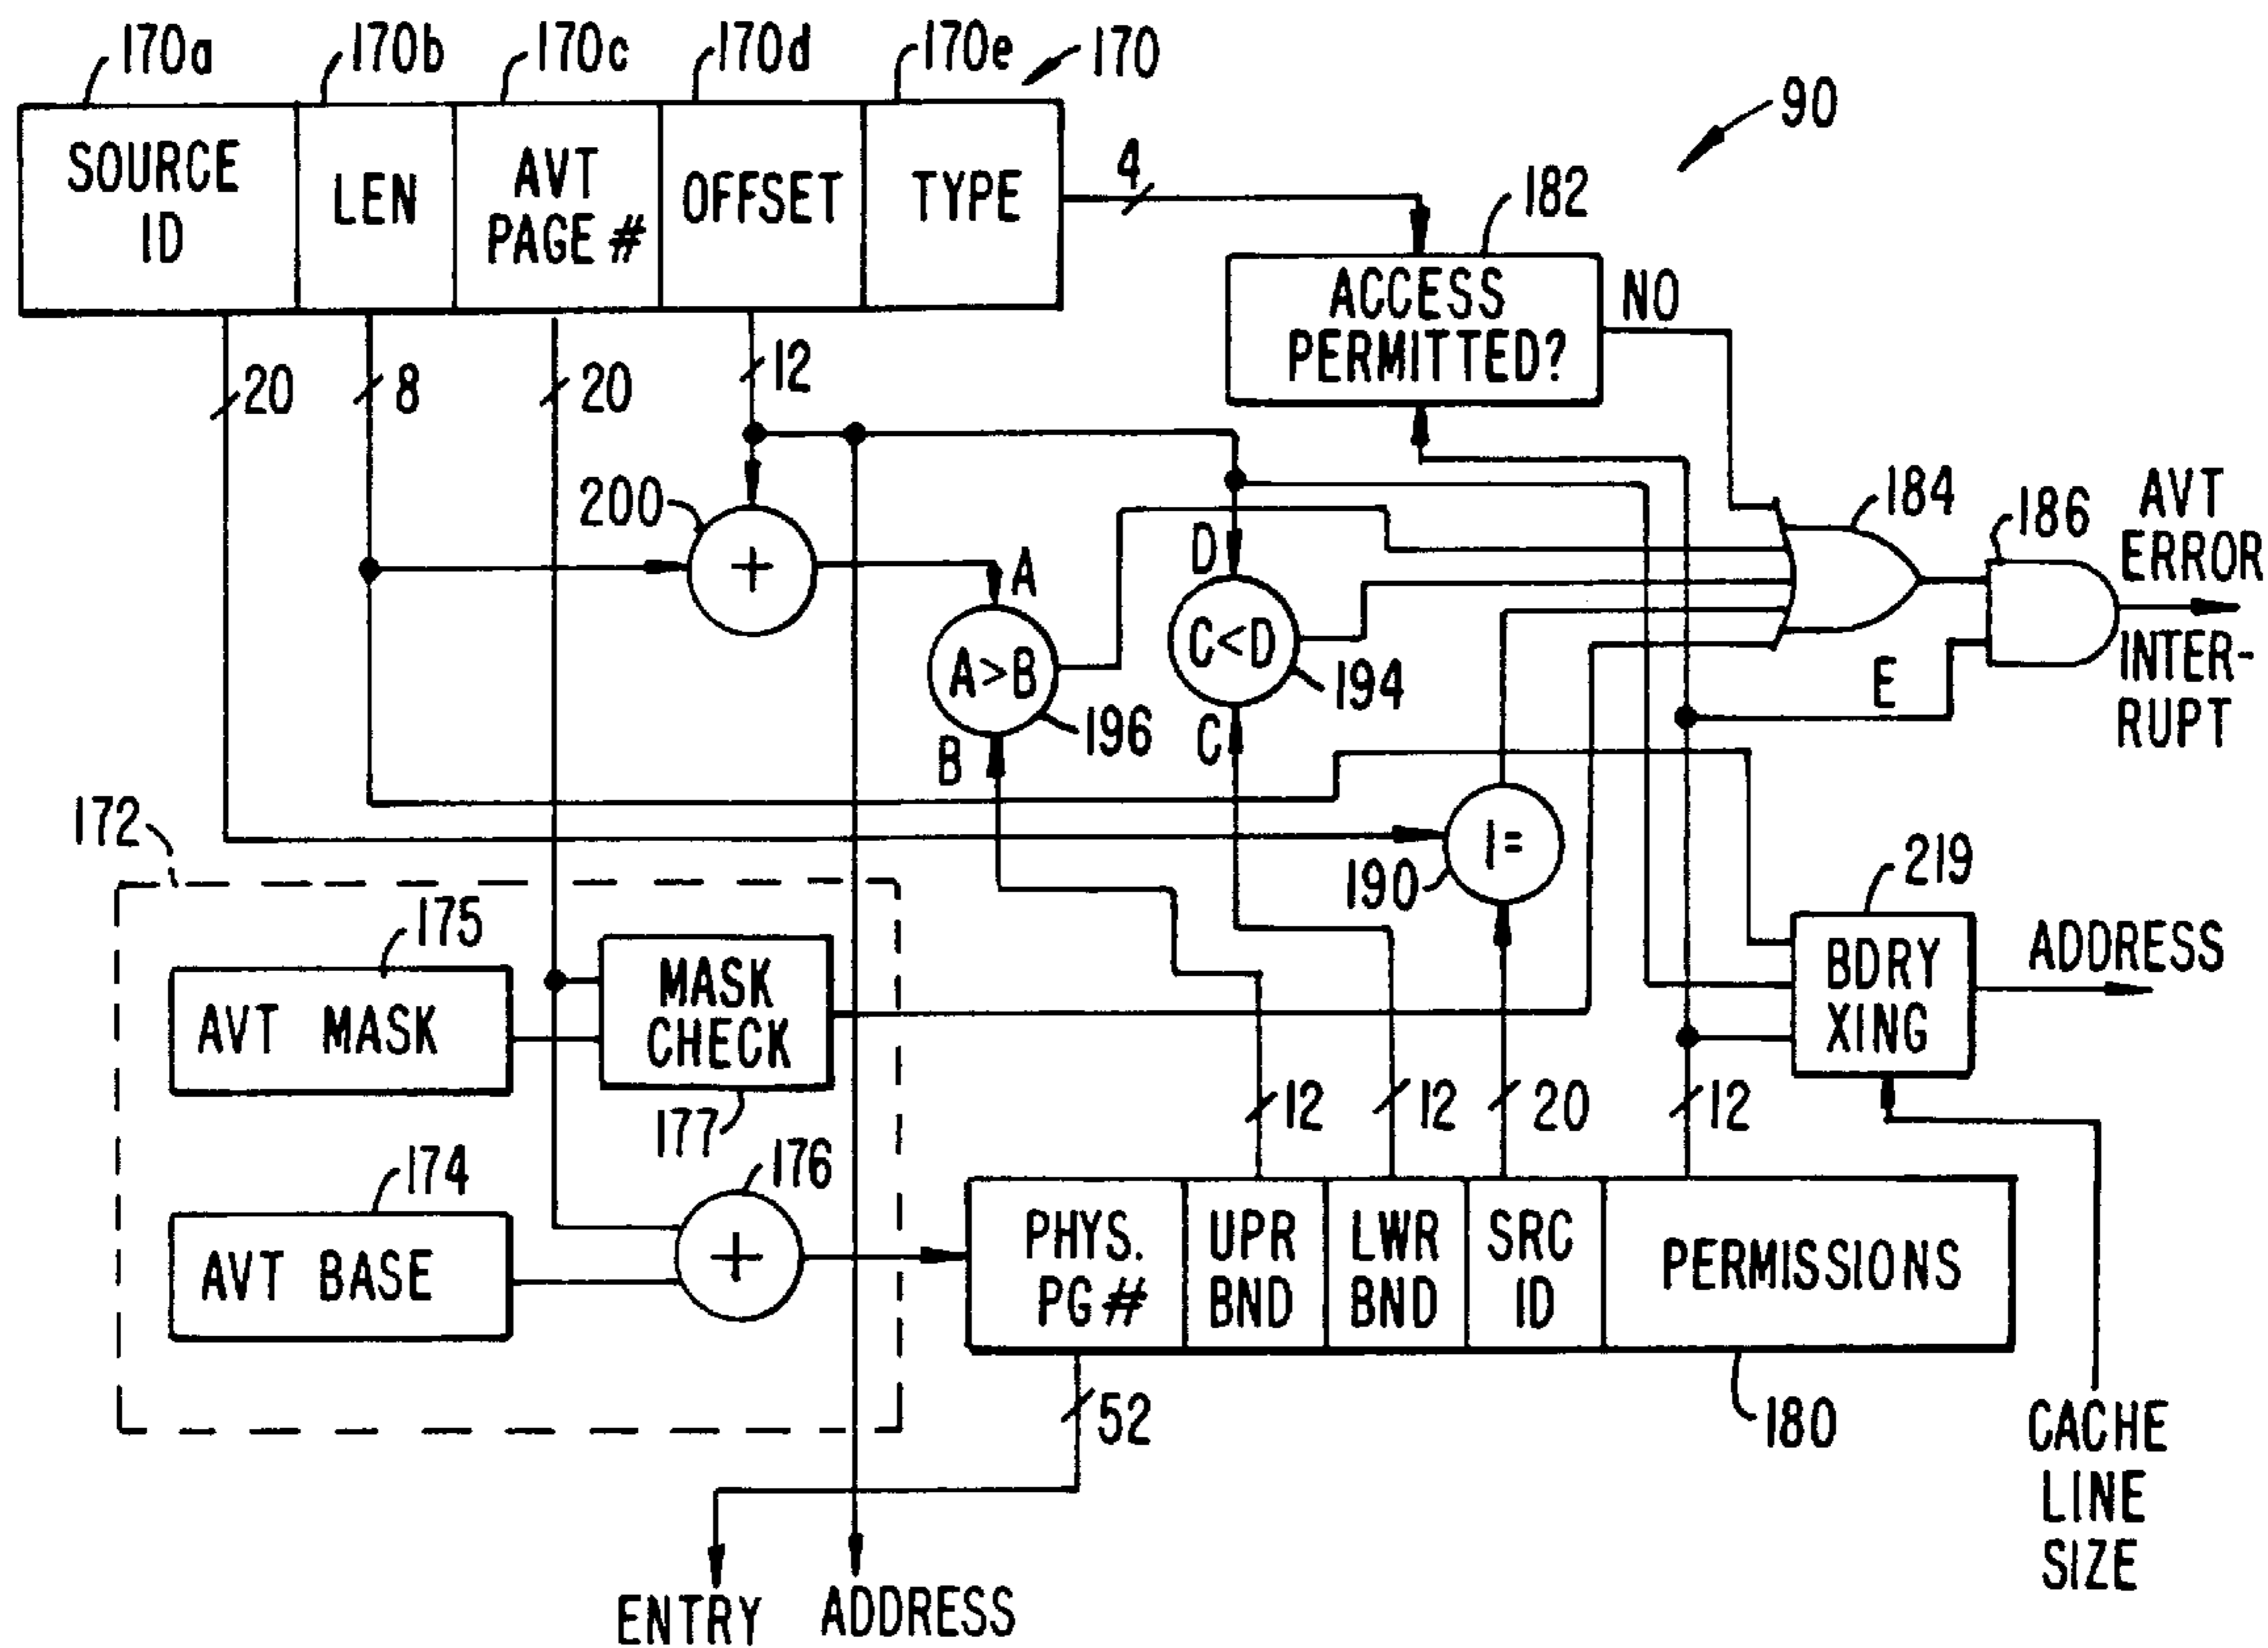 170a
170b
170c
170d
170e
170
90
SOURCE
ID
LEN
AVT
PAGE #
OFFSET
TYPE
4
182
ACCESS
PERMITTED?
NO
20
8
20
12
200
+
A
D
184
186
AVT
ERROR
INTER-
RUPT
A>B
196
B
C<D
194
C
E
172
190
!=
219
175
AVT MASK
MASK
CHECK
177
BDRY
XING
ADDRESS
12
12
20
12
174
AVT BASE
176
+
PHYS.
PG #
UPR
BND
LWR
BND
SRC
ID
PERMISSIONS
52
180
CACHE
LINE
SIZE
ENTRY
ADDRESS